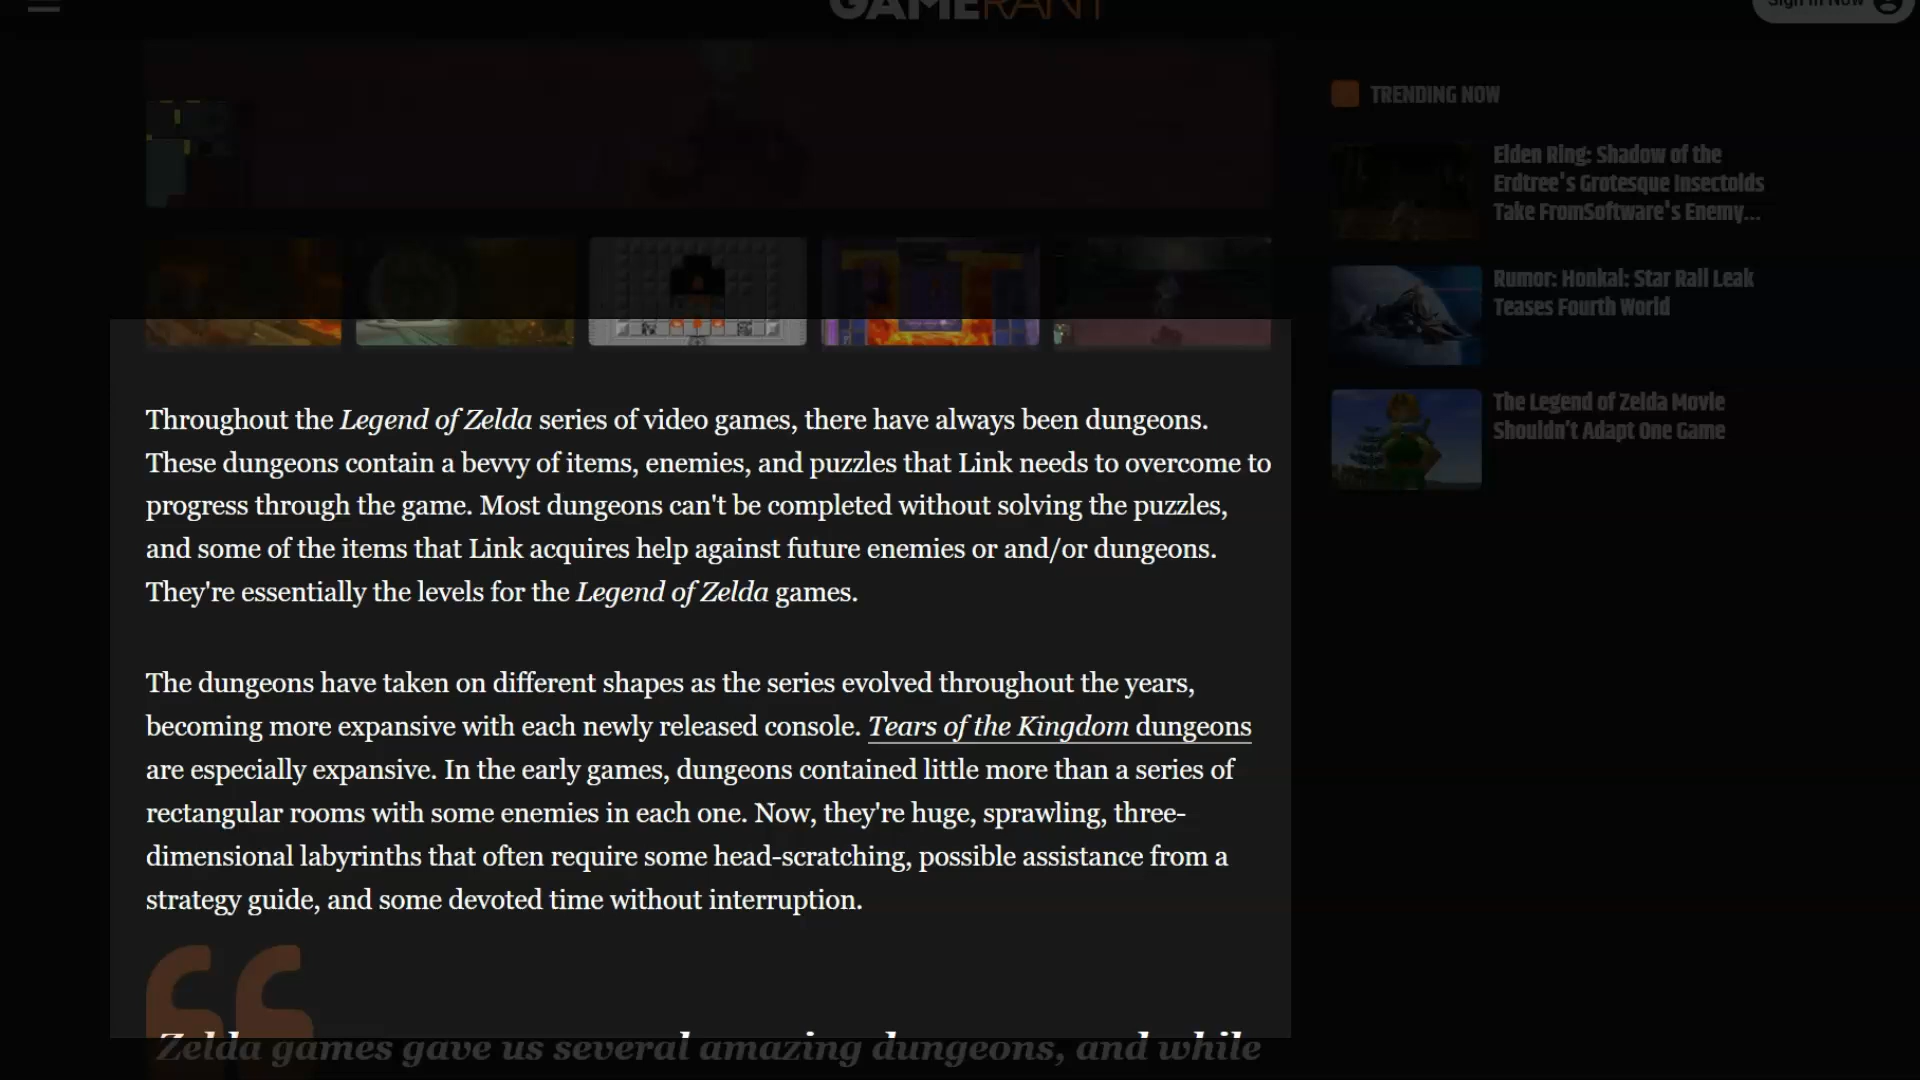 GAMERANT
Sign In Now
TRENDING NOW
Elden Ring: Shadow of the
Erdtree's Grotesque Insectoids
Take FromSoftware's Enemy...
Rumor: Honkai: Star Rail Leak
Teases Fourth World
The Legend of Zelda Movie
Shouldn't Adapt One Game
Throughout the Legend of Zelda series of video games, there have always been dungeons.
These dungeons contain a bevvy of items, enemies, and puzzles that Link needs to overcome to
progress through the game. Most dungeons can't be completed without solving the puzzles,
and some of the items that Link acquires help against future enemies or and/or dungeons.
They're essentially the levels for the Legend of Zelda games.
The dungeons have taken on different shapes as the series evolved throughout the years,
becoming more expansive with each newly released console. Tears of the Kingdom dungeons
are especially expansive. In the early games, dungeons contained little more than a series of
rectangular rooms with some enemies in each one. Now, they're huge, sprawling, three-
dimensional labyrinths that often require some head-scratching, possible assistance from a
strategy guide, and some devoted time without interruption.
Zelda games gave us several amazing dungeons, and while